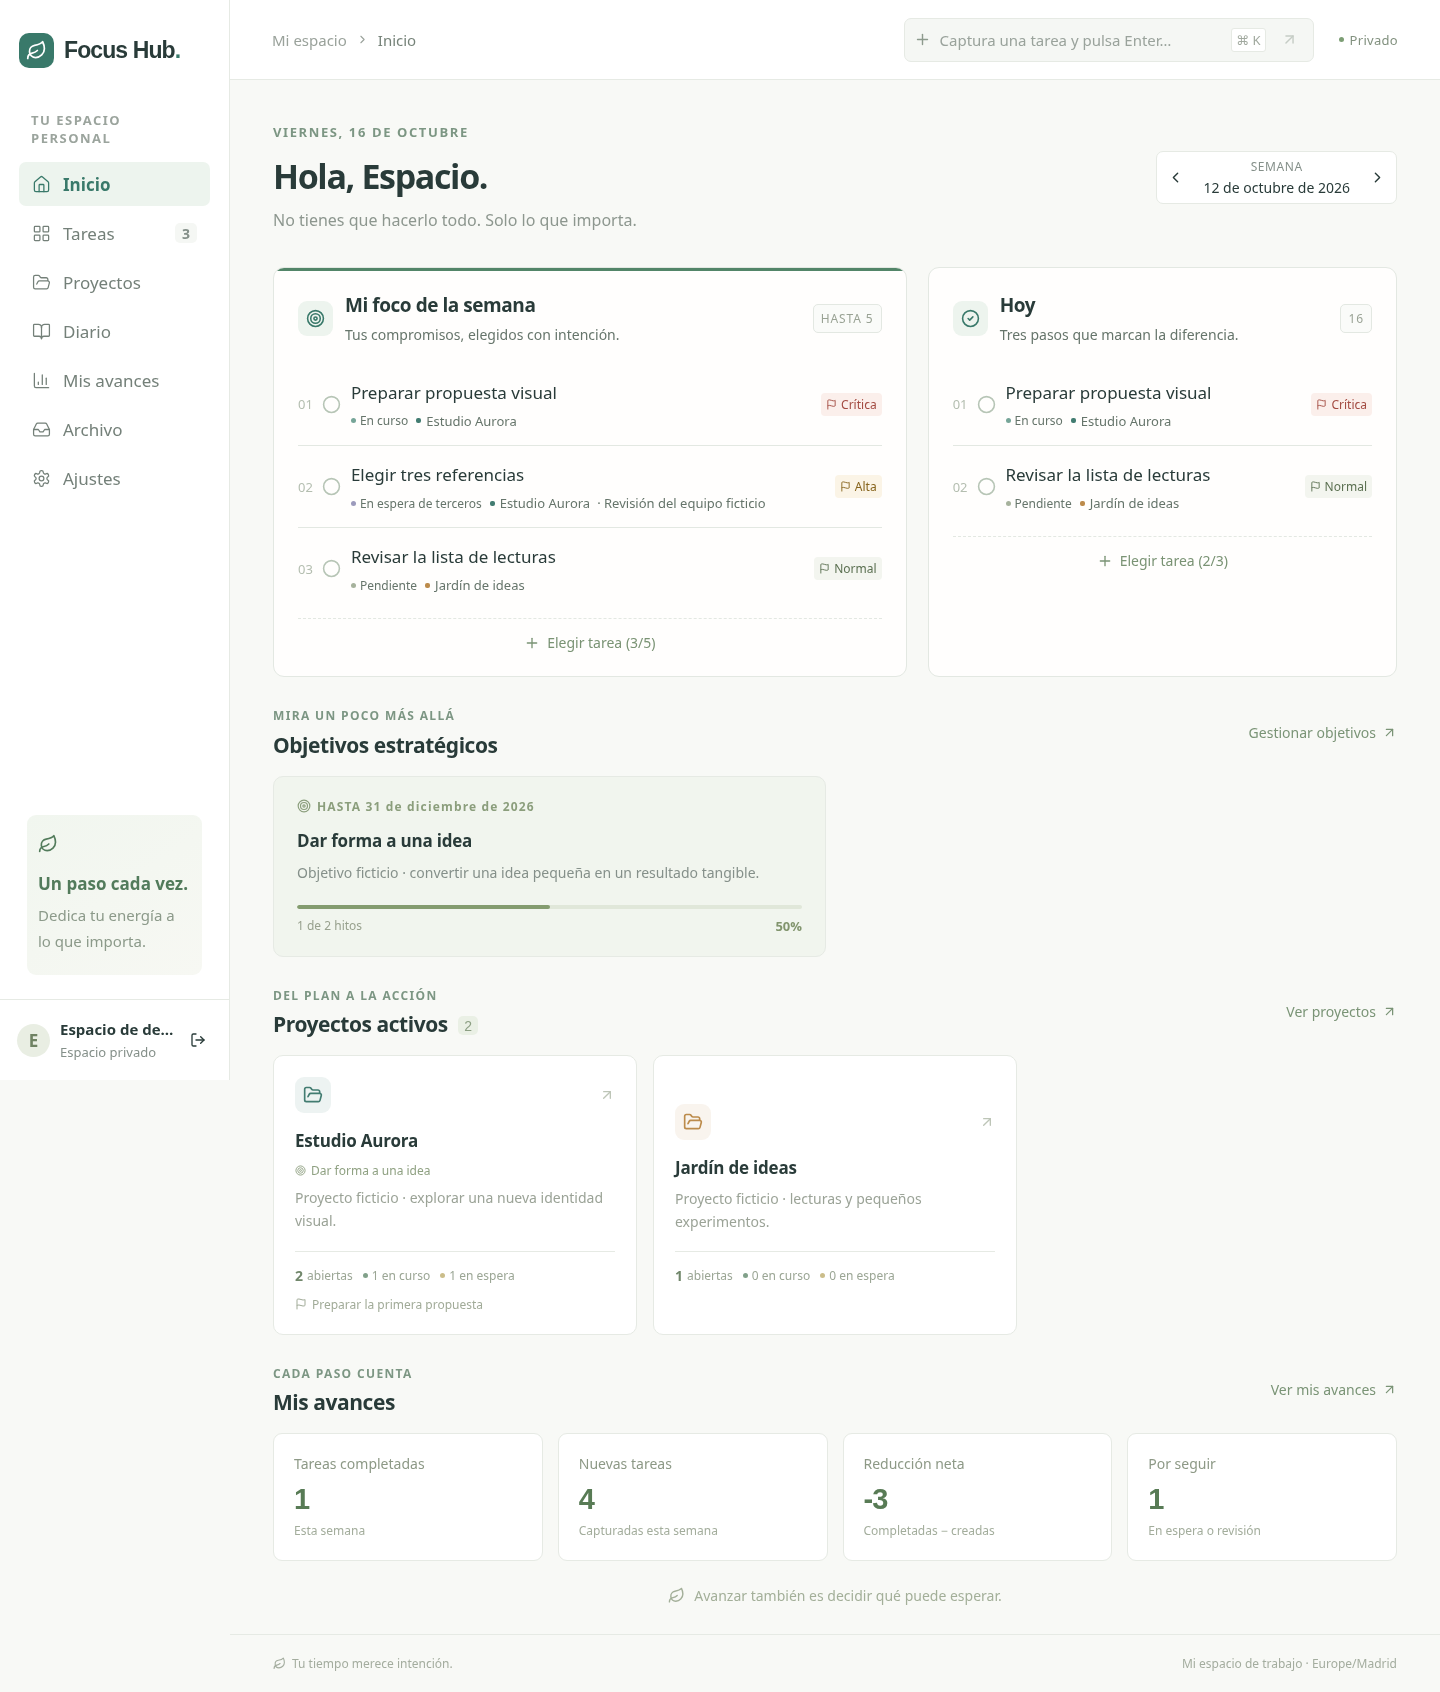 Focus Hub.
TU ESPACIO
PERSONAL
Inicio
Tareas 3
Proyectos
Diario
Mis avances
Archivo
Ajustes
Un paso cada vez.
Dedica tu energía a
lo que importa.
E
Espacio de de...
Espacio privado
Mi espacio > Inicio
Captura una tarea y pulsa Enter... ⌘ K
Privado
VIERNES, 16 DE OCTUBRE
Hola, Espacio.
No tienes que hacerlo todo. Solo lo que importa.
SEMANA
12 de octubre de 2026
Mi foco de la semana
Tus compromisos, elegidos con intención.
HASTA 5
01 Preparar propuesta visual Crítica
En curso Estudio Aurora
02 Elegir tres referencias Alta
En espera de terceros Estudio Aurora · Revisión del equipo ficticio
03 Revisar la lista de lecturas Normal
Pendiente Jardín de ideas
+ Elegir tarea (3/5)
Hoy
Tres pasos que marcan la diferencia.
16
01 Preparar propuesta visual Crítica
En curso Estudio Aurora
02 Revisar la lista de lecturas Normal
Pendiente Jardín de ideas
+ Elegir tarea (2/3)
MIRA UN POCO MÁS ALLÁ
Objetivos estratégicos
Gestionar objetivos
HASTA 31 de diciembre de 2026
Dar forma a una idea
Objetivo ficticio · convertir una idea pequeña en un resultado tangible.
1 de 2 hitos 50%
DEL PLAN A LA ACCIÓN
Proyectos activos 2
Ver proyectos
Estudio Aurora
Dar forma a una idea
Proyecto ficticio · explorar una nueva identidad
visual.
2 abiertas 1 en curso 1 en espera
Preparar la primera propuesta
Jardín de ideas
Proyecto ficticio · lecturas y pequeños
experimentos.
1 abiertas 0 en curso 0 en espera
CADA PASO CUENTA
Mis avances
Ver mis avances
Tareas completadas
1
Esta semana
Nuevas tareas
4
Capturadas esta semana
Reducción neta
-3
Completadas − creadas
Por seguir
1
En espera o revisión
Avanzar también es decidir qué puede esperar.
Tu tiempo merece intención.
Mi espacio de trabajo · Europe/Madrid